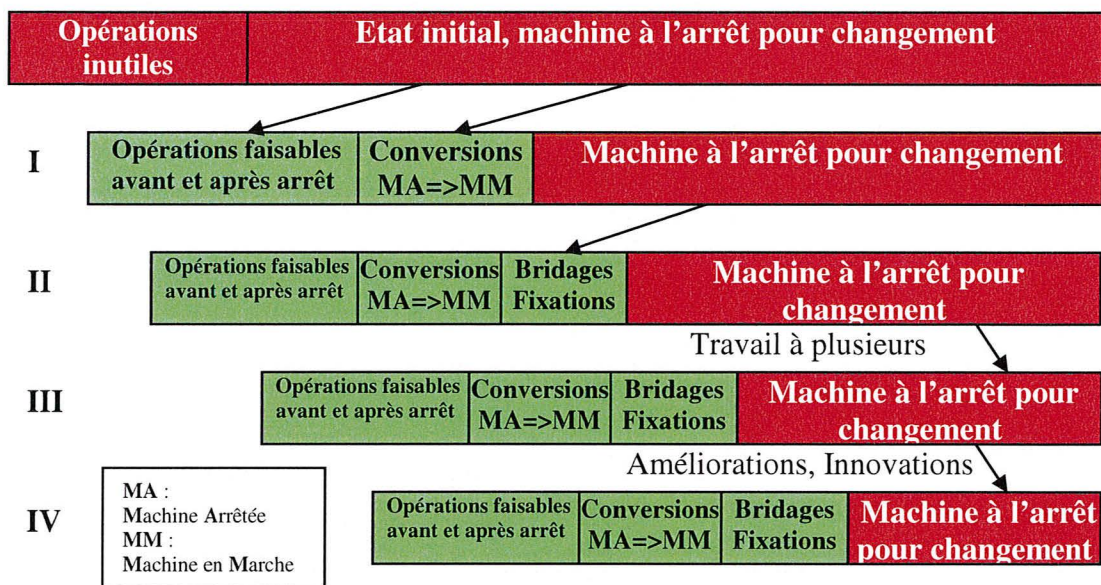 Opérations
inutiles
Etat initial, machine à l’arrêt pour changement
I
Opérations faisables
avant et après arrêt
Conversions
MA=>MM
Machine à l’arrêt pour changement
II
Opérations faisables
avant et après arrêt
Conversions
MA=>MM
Bridages
Fixations
Machine à l’arrêt pour
changement
Travail à plusieurs
III
Opérations faisables
avant et après arrêt
Conversions
MA=>MM
Bridages
Fixations
Machine à l’arrêt pour
changement
Améliorations, Innovations
IV
Opérations faisables
avant et après arrêt
Conversions
MA=>MM
Bridages
Fixations
Machine à l’arrêt
pour changement
MA :
Machine Arrêtée
MM :
Machine en Marche